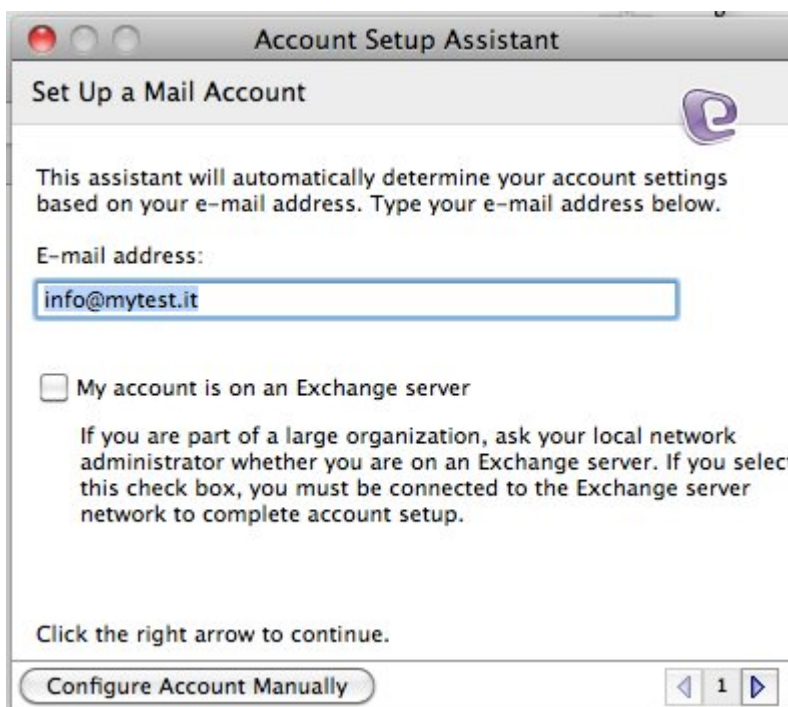 Account Setup Assistant
Set Up a Mail Account
This assistant will automatically determine your account settings
based on your e-mail address. Type your e-mail address below.
E-mail address:
info@mytest.it
My account is on an Exchange server
If you are part of a large organization, ask your local network
administrator whether you are on an Exchange server. If you selec
this check box, you must be connected to the Exchange server
network to complete account setup.
Click the right arrow to continue.
Configure Account Manually
1